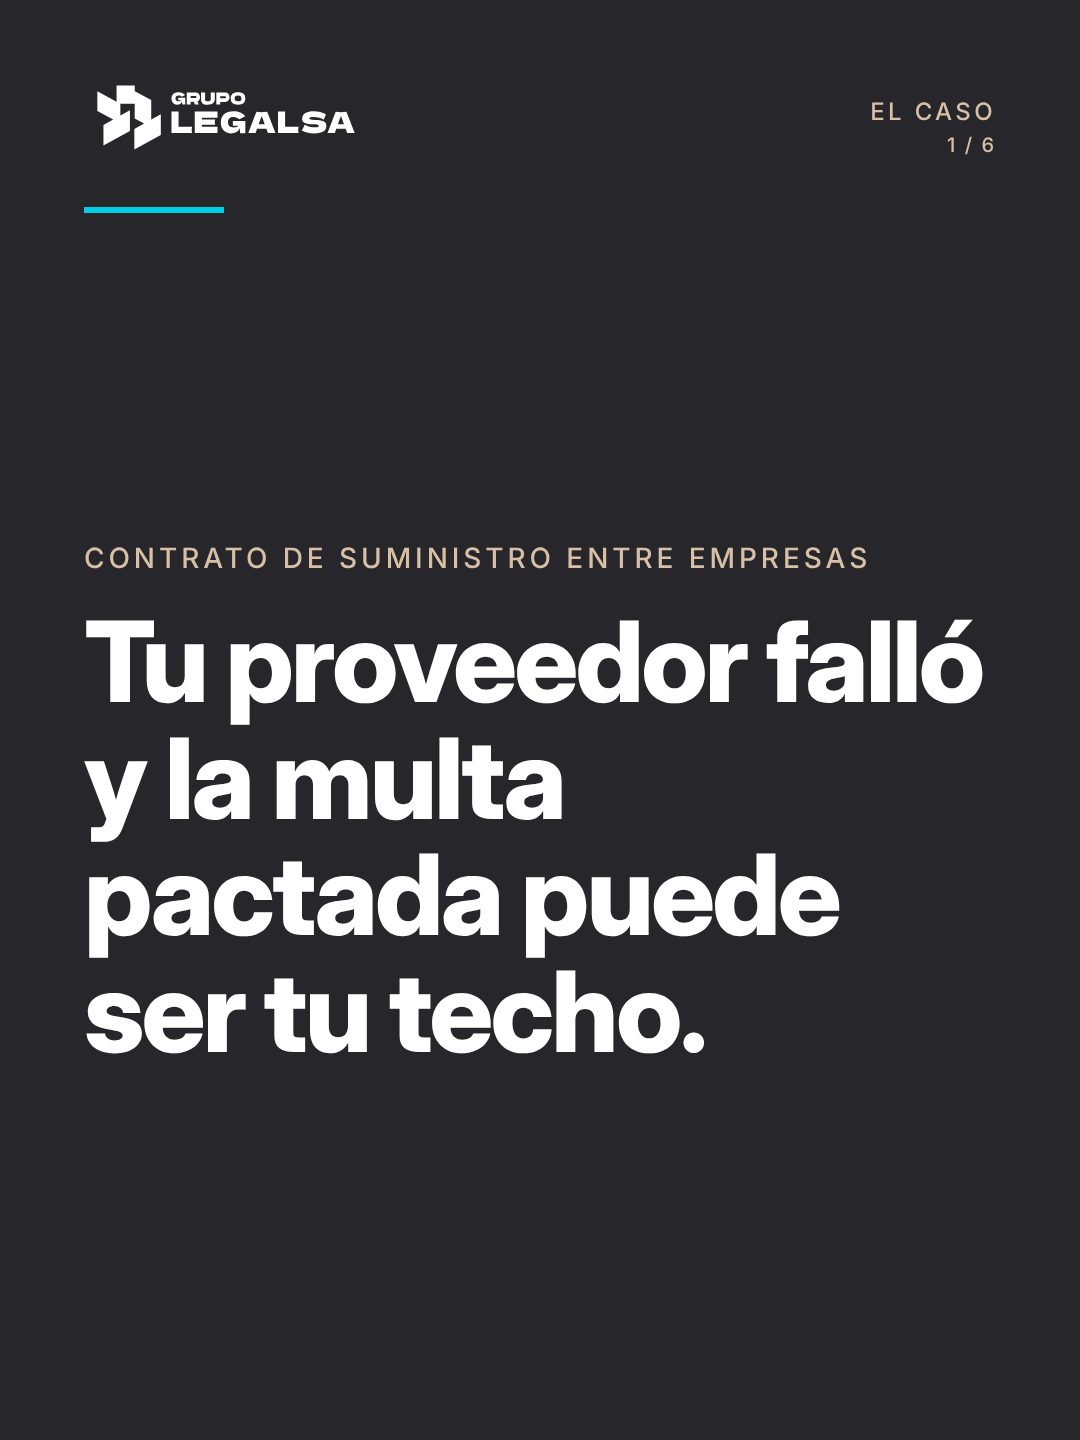 GRUPO
LEGALSA
EL CASO
1 / 6
CONTRATO DE SUMINISTRO ENTRE EMPRESAS
Tu proveedor falló
y la multa
pactada puede
ser tu techo.